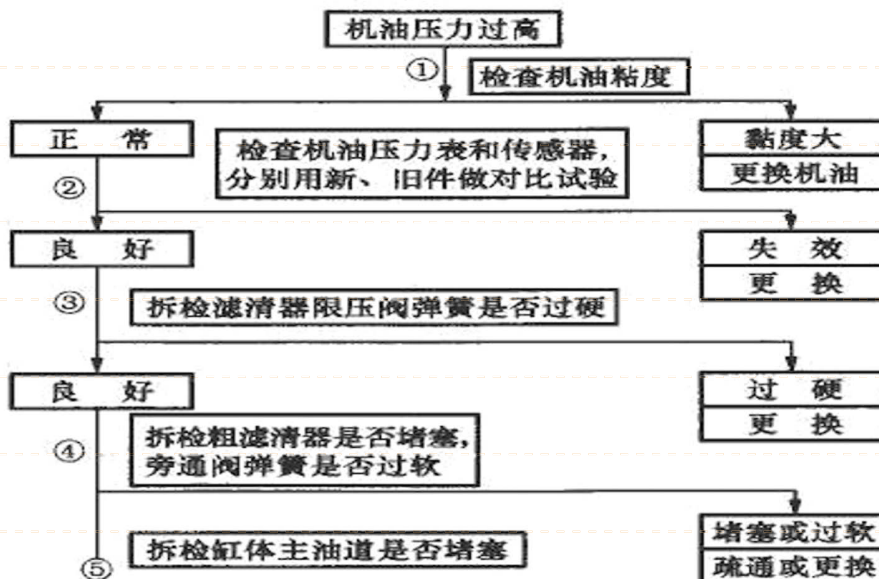 机油压力过高
①
检查机油粘度
正 常
检查机油压力表和传感器，
分别用新、旧件做对比试验
黏度大
更换机油
②
良 好
失 效
更 换
③
拆检滤清器限压阀弹簧是否过硬
良 好
过 硬
更 换
④
拆检粗滤清器是否堵塞，
旁通阀弹簧是否过软
堵塞或过软
疏通或更换
⑤
拆检缸体主油道是否堵塞